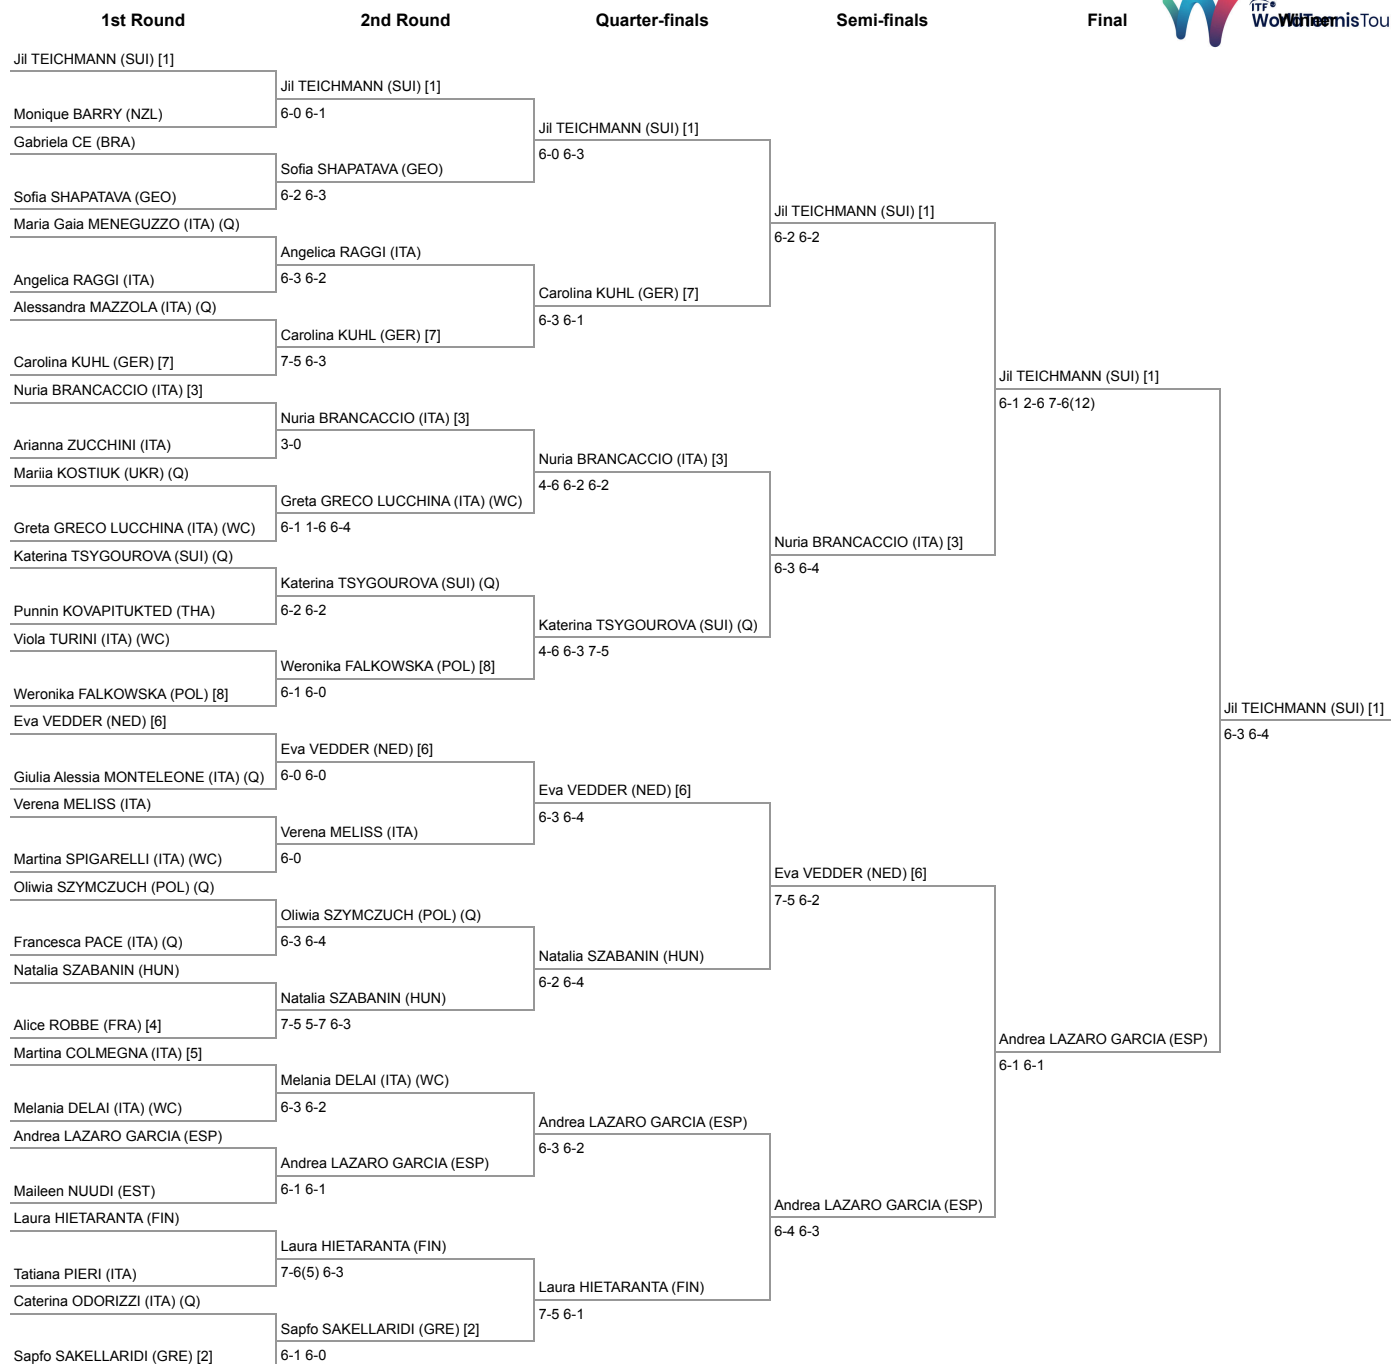 1st Round
2nd Round
Quarter-finals
Semi-finals
Final
Winner
ITF®
WorldTennisTou
Jil TEICHMANN (SUI) [1]
Monique BARRY (NZL)
Gabriela CE (BRA)
Sofia SHAPATAVA (GEO)
Maria Gaia MENEGUZZO (ITA) (Q)
Angelica RAGGI (ITA)
Alessandra MAZZOLA (ITA) (Q)
Carolina KUHL (GER) [7]
Nuria BRANCACCIO (ITA) [3]
Arianna ZUCCHINI (ITA)
Mariia KOSTIUK (UKR) (Q)
Greta GRECO LUCCHINA (ITA) (WC)
Katerina TSYGOUROVA (SUI) (Q)
Punnin KOVAPITUKTED (THA)
Viola TURINI (ITA) (WC)
Weronika FALKOWSKA (POL) [8]
Eva VEDDER (NED) [6]
Giulia Alessia MONTELEONE (ITA) (Q)
Verena MELISS (ITA)
Martina SPIGARELLI (ITA) (WC)
Oliwia SZYMCZUCH (POL) (Q)
Francesca PACE (ITA) (Q)
Natalia SZABANIN (HUN)
Alice ROBBE (FRA) [4]
Martina COLMEGNA (ITA) [5]
Melania DELAI (ITA) (WC)
Andrea LAZARO GARCIA (ESP)
Maileen NUUDI (EST)
Laura HIETARANTA (FIN)
Tatiana PIERI (ITA)
Caterina ODORIZZI (ITA) (Q)
Sapfo SAKELLARIDI (GRE) [2]
Jil TEICHMANN (SUI) [1]
6-0 6-1
Sofia SHAPATAVA (GEO)
6-2 6-3
Angelica RAGGI (ITA)
6-3 6-2
Carolina KUHL (GER) [7]
7-5 6-3
Nuria BRANCACCIO (ITA) [3]
3-0
Greta GRECO LUCCHINA (ITA) (WC)
6-1 1-6 6-4
Katerina TSYGOUROVA (SUI) (Q)
6-2 6-2
Weronika FALKOWSKA (POL) [8]
6-1 6-0
Eva VEDDER (NED) [6]
6-0 6-0
Verena MELISS (ITA)
6-0
Oliwia SZYMCZUCH (POL) (Q)
6-3 6-4
Natalia SZABANIN (HUN)
7-5 5-7 6-3
Melania DELAI (ITA) (WC)
6-3 6-2
Andrea LAZARO GARCIA (ESP)
6-1 6-1
Laura HIETARANTA (FIN)
7-6(5) 6-3
Sapfo SAKELLARIDI (GRE) [2]
6-1 6-0
Jil TEICHMANN (SUI) [1]
6-0 6-3
Carolina KUHL (GER) [7]
6-3 6-1
Nuria BRANCACCIO (ITA) [3]
4-6 6-2 6-2
Katerina TSYGOUROVA (SUI) (Q)
4-6 6-3 7-5
Eva VEDDER (NED) [6]
6-3 6-4
Natalia SZABANIN (HUN)
6-2 6-4
Andrea LAZARO GARCIA (ESP)
6-3 6-2
Laura HIETARANTA (FIN)
7-5 6-1
Jil TEICHMANN (SUI) [1]
6-2 6-2
Nuria BRANCACCIO (ITA) [3]
6-3 6-4
Eva VEDDER (NED) [6]
7-5 6-2
Andrea LAZARO GARCIA (ESP)
6-4 6-3
Jil TEICHMANN (SUI) [1]
6-1 2-6 7-6(12)
Andrea LAZARO GARCIA (ESP)
6-1 6-1
Jil TEICHMANN (SUI) [1]
6-3 6-4